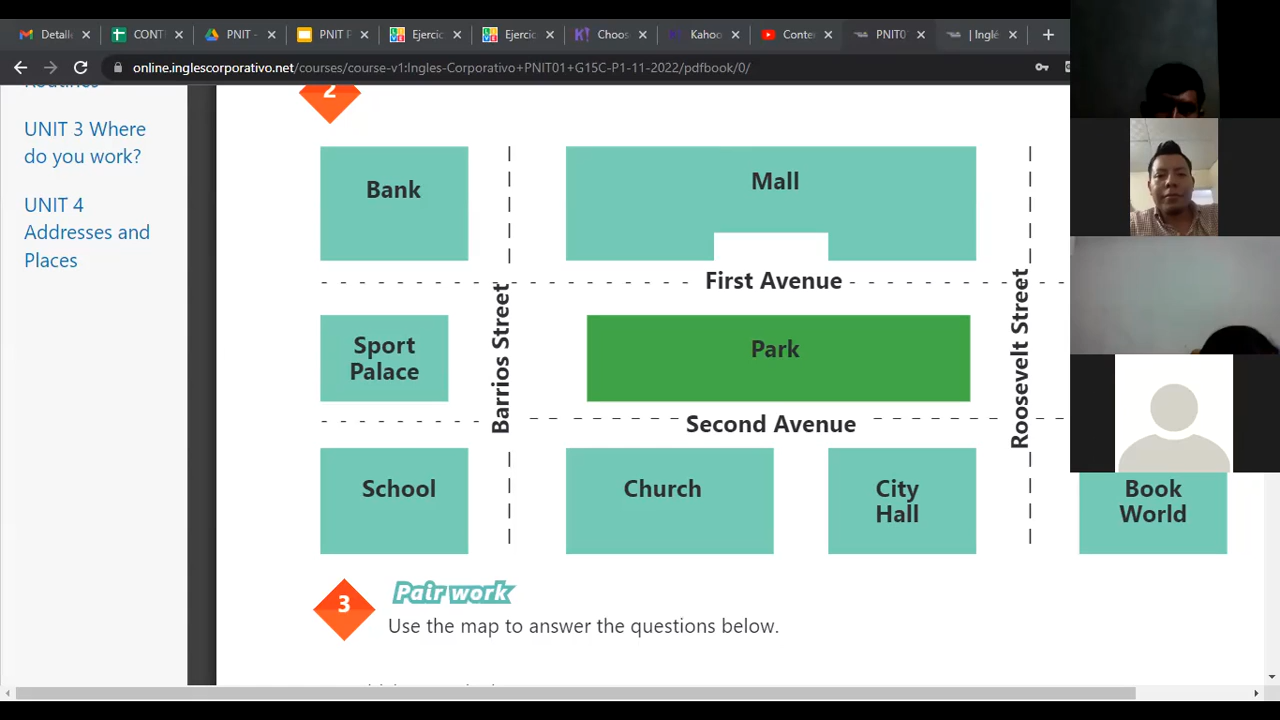 Detalle
CONT
PNIT -
PNIT F
Ejercic
Ejercic
Choos
Kahoo
Conte
PNIT0
| Inglé
online.inglescorporativo.net/courses/course-v1:Ingles-Corporativo+PNIT01+G15C-P1-11-2022/pdfbook/0/
UNIT 3 Where
do you work?
UNIT 4
Addresses and
Places
2
Bank
Mall
First Avenue
Barrios Street
Roosevelt Street
Sport
Palace
Park
Second Avenue
School
Church
City
Hall
Book
World
3
Pair work
Use the map to answer the questions below.